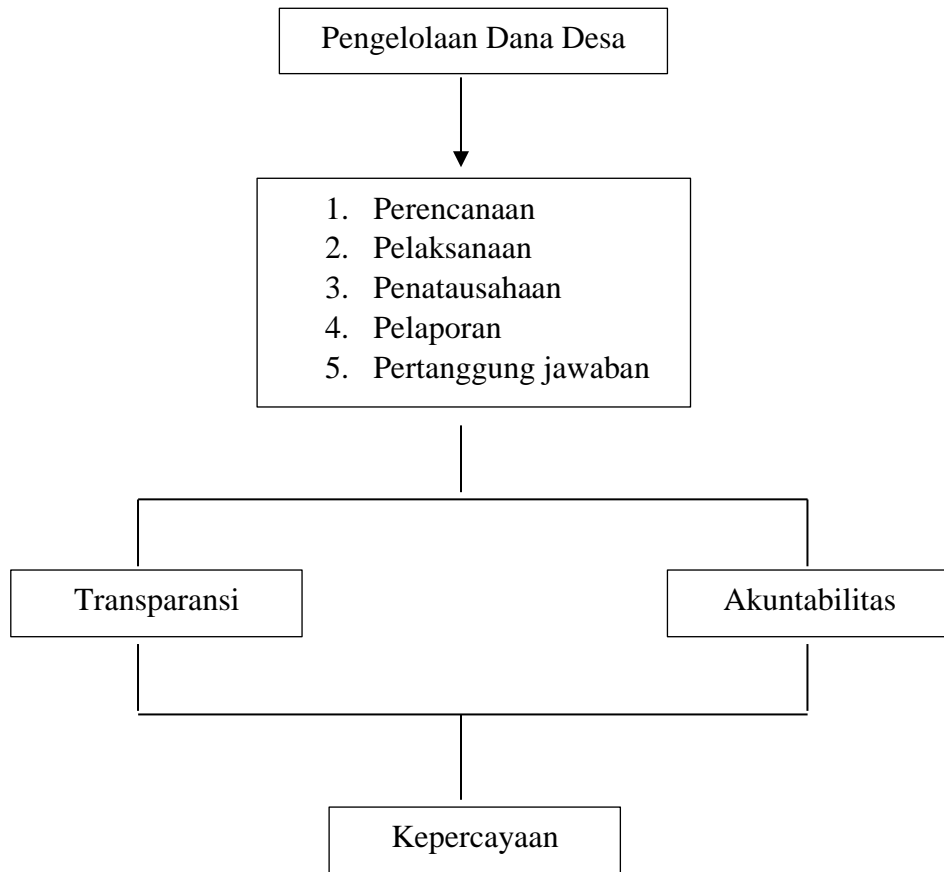 Pengelolaan Dana Desa
1. Perencanaan
2. Pelaksanaan
3. Penatausahaan
4. Pelaporan
5. Pertanggung jawaban
Transparansi
Akuntabilitas
Kepercayaan